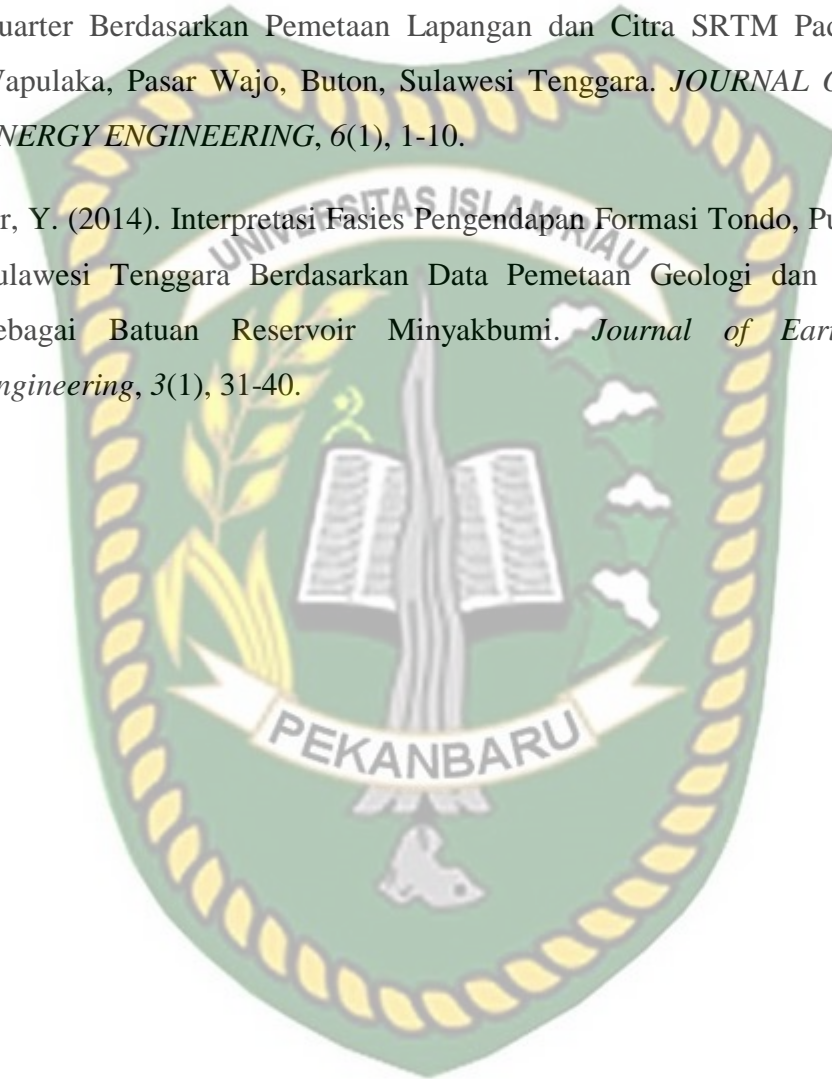 uarter Berdasarkan Pemetaan Lapangan dan Citra SRTM Pad
apulaka, Pasar Wajo, Buton, Sulawesi Tenggara. JOURNAL O
NERGY ENGINEERING, 6(1), 1-10.
r, Y. (2014). Interpretasi Fasies Pengendapan Formasi Tondo, Pu
ulawesi Tenggara Berdasarkan Data Pemetaan Geologi dan
ebagai Batuan Reservoir Minyakbumi. Journal of Ear
ngineering, 3(1), 31-40.
UNIVERSITAS ISLAM RIAU
PEKANBARU